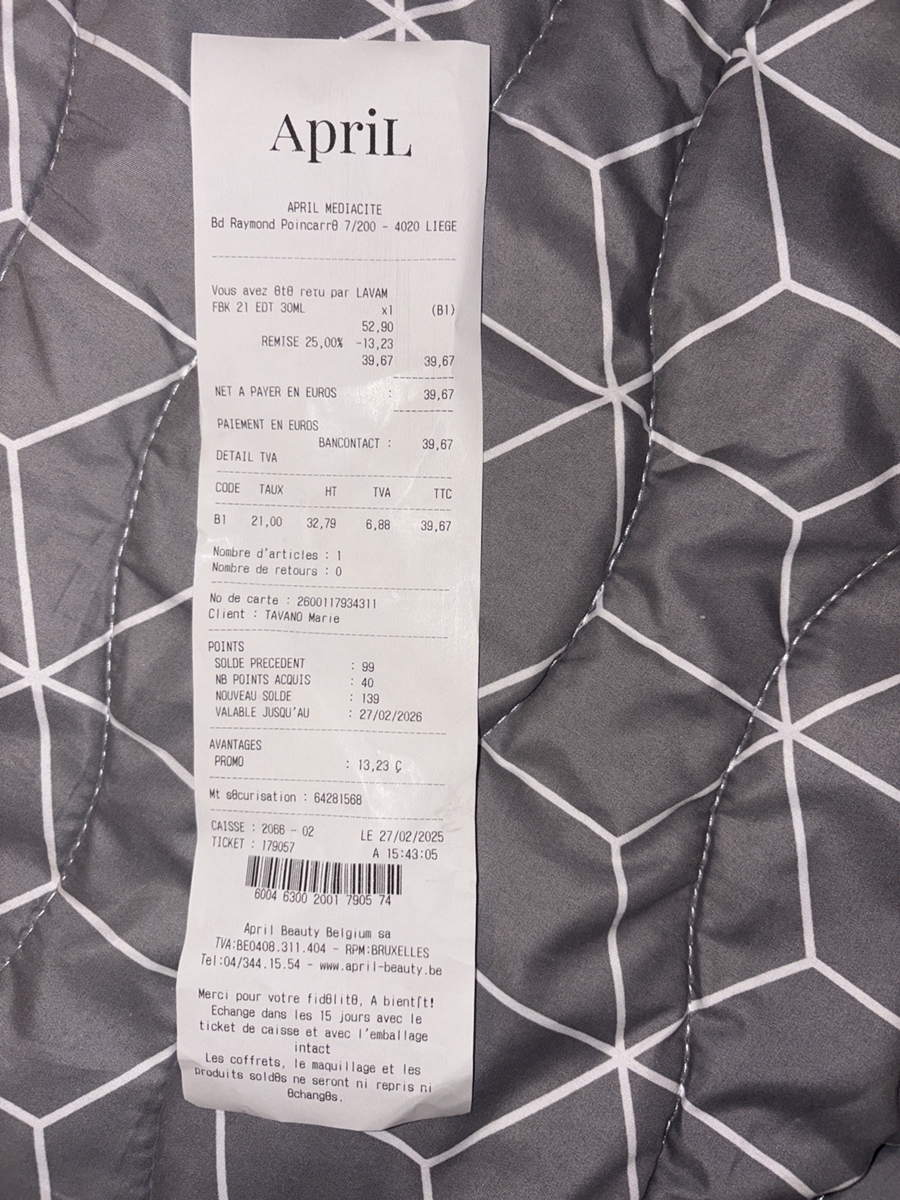 ApriL
APRIL MEDIACITE
Bd Raymond Poincarrθ 7/200 - 4020 LIEGE
Vous avez θtθ retu par LAVAM
FBK 21 EDT 30ML x1 (B1)
52,90
REMISE 25,00% -13,23
39,67 39,67
NET A PAYER EN EUROS : 39,67
PAIEMENT EN EUROS
BANCONTACT : 39,67
DETAIL TVA
CODE TAUX HT TVA TTC
B1 21,00 32,79 6,88 39,67
Nombre d'articles : 1
Nombre de retours : 0
No de carte : 2600117934311
Client : TAVANO Marie
POINTS
SOLDE PRECEDENT : 99
NB POINTS ACQUIS : 40
NOUVEAU SOLDE : 139
VALABLE JUSQU'AU : 27/02/2026
AVANTAGES
PROMO : 13,23 Ç
Mt sθcurisation : 64281568
CAISSE : 2066 - 02 LE 27/02/2025
TICKET : 179057 A 15:43:05
6004 6300 2001 7905 74
April Beauty Belgium sa
TVA:BE0408.311.404 - RPM:BRUXELLES
Tel:04/344.15.54 - www.april-beauty.be
Merci pour votre fidθlitθ, A bient⌠t!
Echange dans les 15 jours avec le
ticket de caisse et avec l'emballage
intact
Les coffrets, le maquillage et les
produits soldθs ne seront ni repris ni
θchangθs.